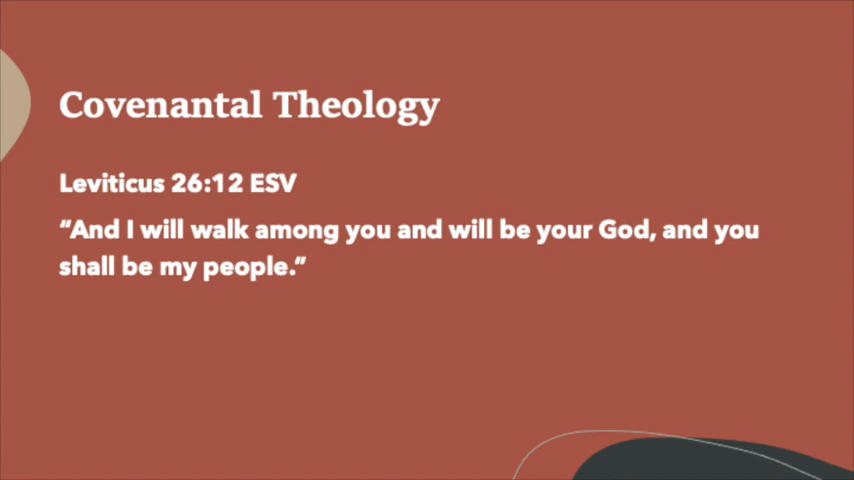 Covenantal Theology
Leviticus 26:12 ESV
“And I will walk among you and will be your God, and you
shall be my people.”